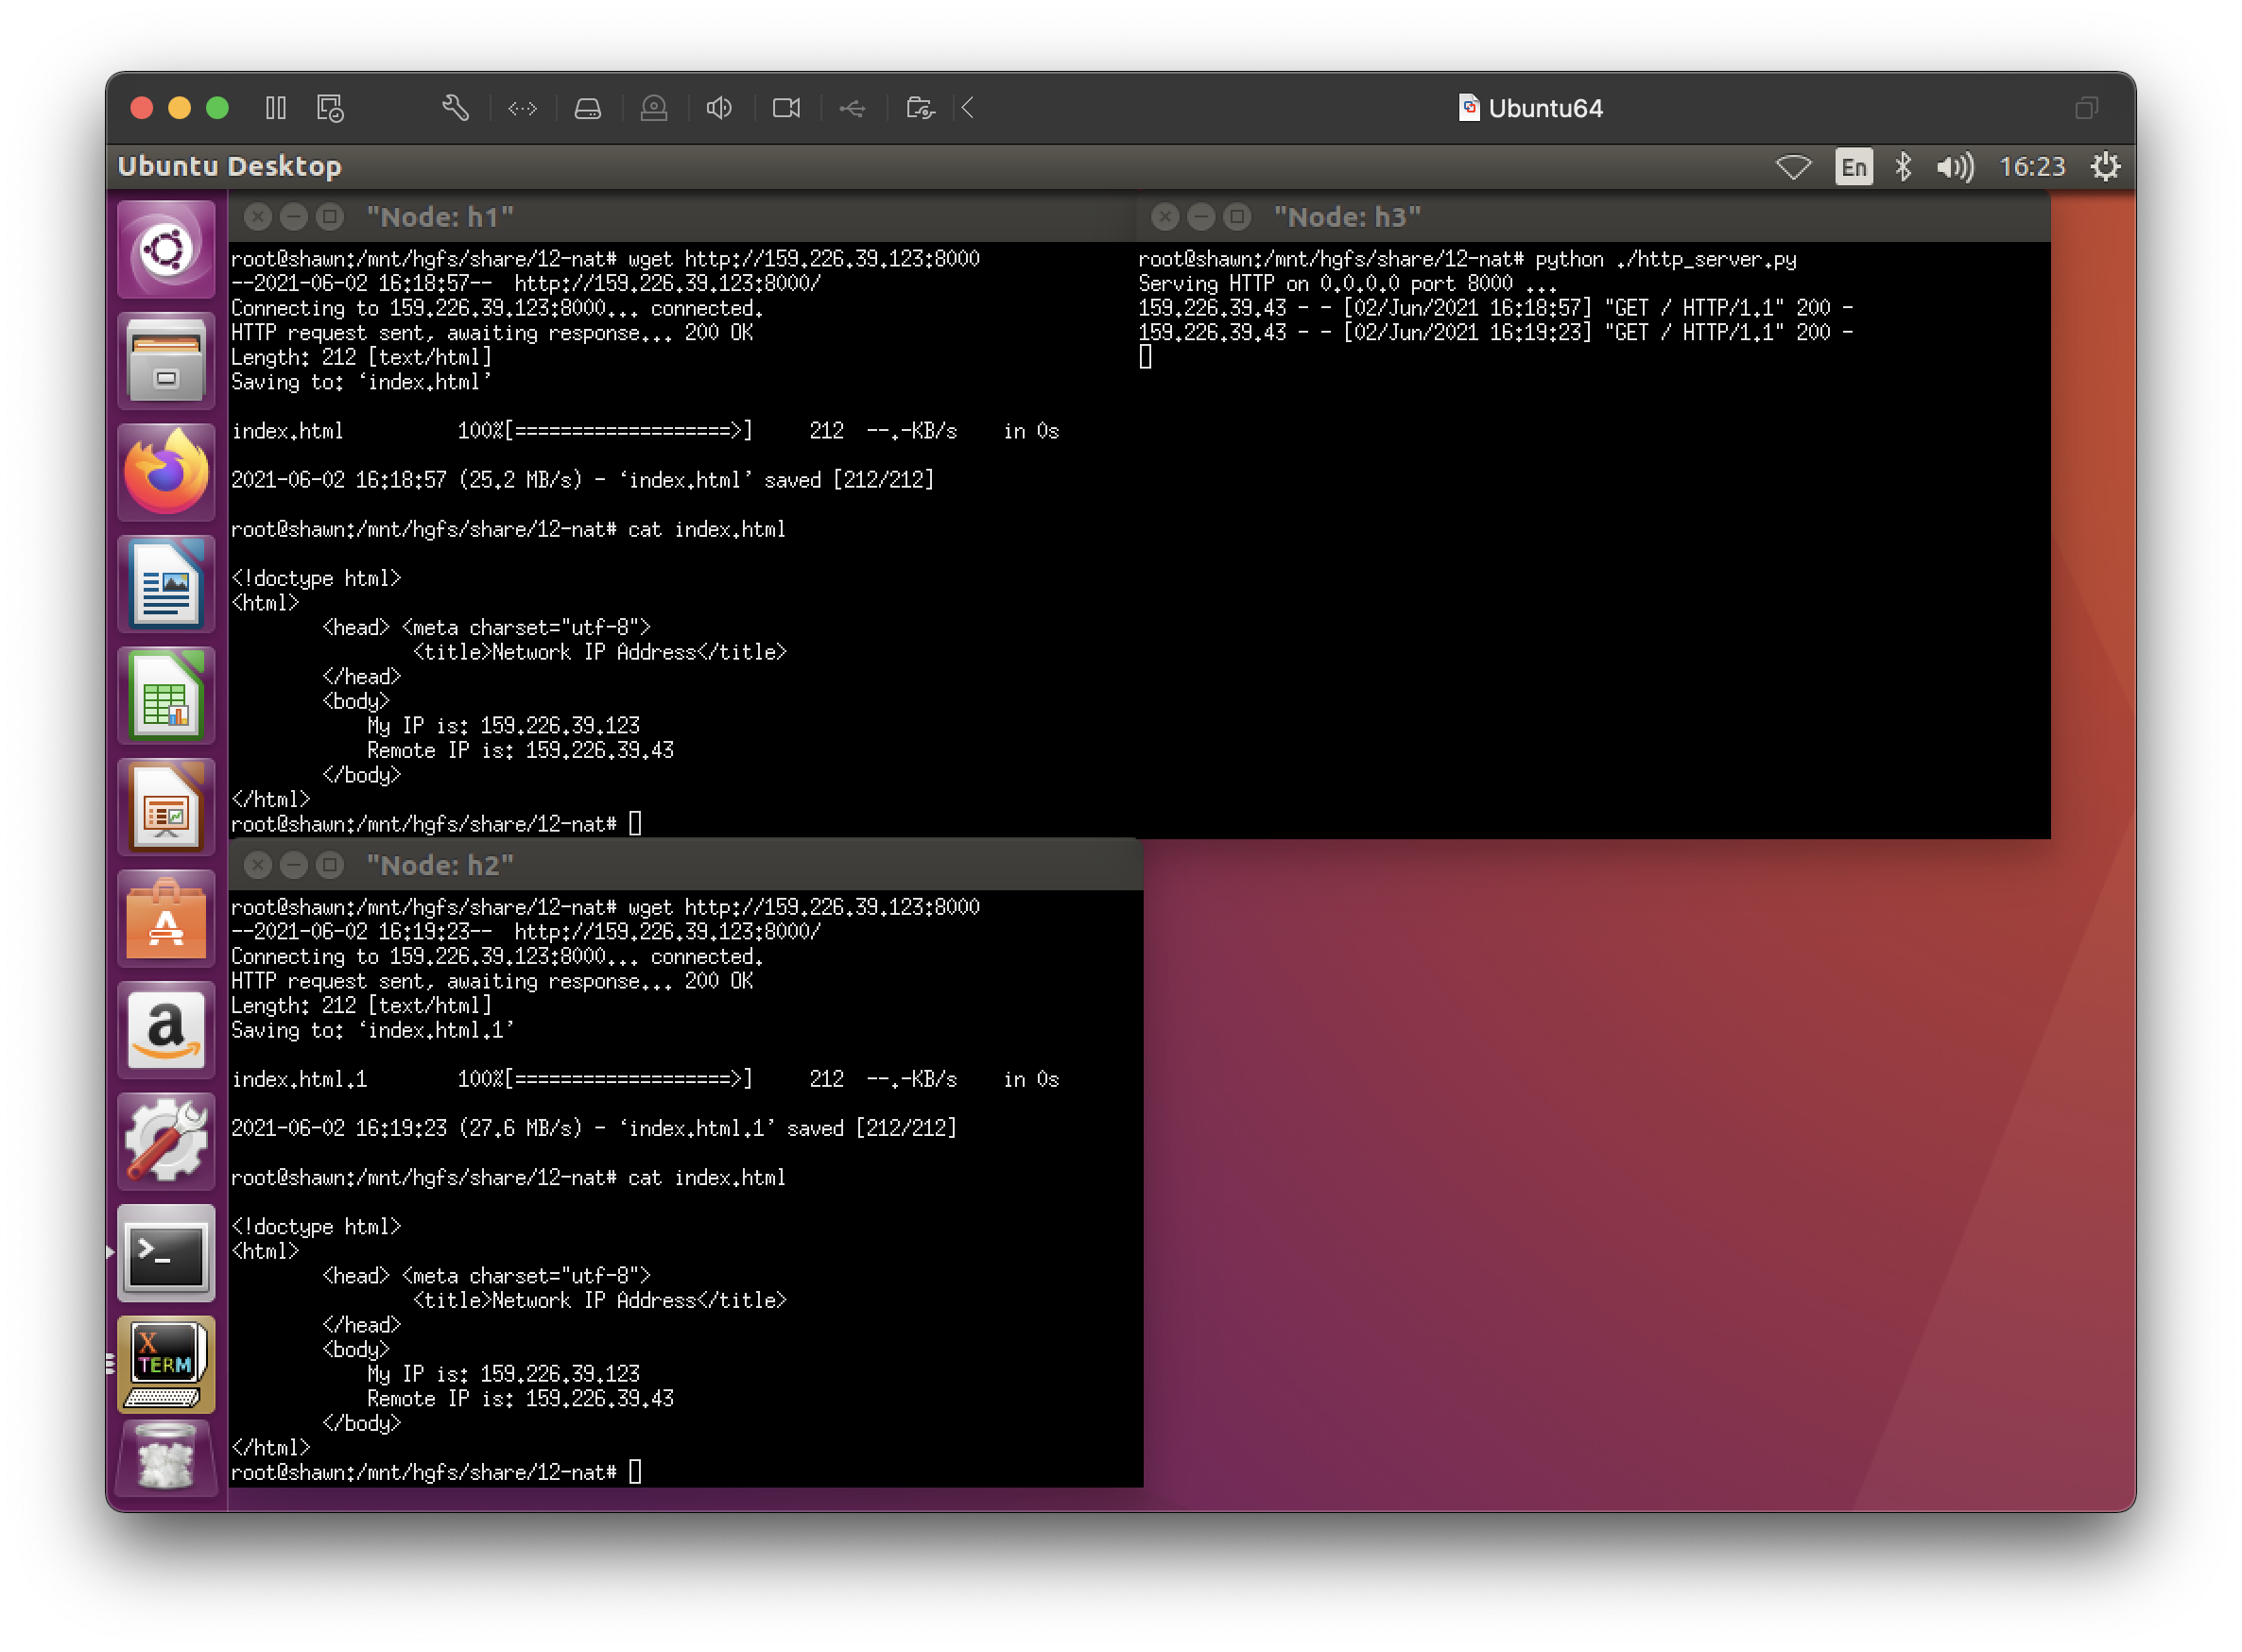 Ubuntu64
Ubuntu Desktop
En
16:23
"Node: h1"
root@shawn:/mnt/hgfs/share/12-nat# wget http://159.226.39.123:8000
--2021-06-02 16:18:57--  http://159.226.39.123:8000/
Connecting to 159.226.39.123:8000... connected.
HTTP request sent, awaiting response... 200 OK
Length: 212 [text/html]
Saving to: ‘index.html’
index.html          100%[===================>]     212  --.-KB/s    in 0s
2021-06-02 16:18:57 (25.2 MB/s) - ‘index.html’ saved [212/212]
root@shawn:/mnt/hgfs/share/12-nat# cat index.html
<!doctype html>
<html>
        <head> <meta charset="utf-8">
                <title>Network IP Address</title>
        </head>
        <body>
            My IP is: 159.226.39.123
            Remote IP is: 159.226.39.43
        </body>
</html>
root@shawn:/mnt/hgfs/share/12-nat#
"Node: h3"
root@shawn:/mnt/hgfs/share/12-nat# python ./http_server.py
Serving HTTP on 0.0.0.0 port 8000 ...
159.226.39.43 - - [02/Jun/2021 16:18:57] "GET / HTTP/1.1" 200 -
159.226.39.43 - - [02/Jun/2021 16:19:23] "GET / HTTP/1.1" 200 -
"Node: h2"
root@shawn:/mnt/hgfs/share/12-nat# wget http://159.226.39.123:8000
--2021-06-02 16:19:23--  http://159.226.39.123:8000/
Connecting to 159.226.39.123:8000... connected.
HTTP request sent, awaiting response... 200 OK
Length: 212 [text/html]
Saving to: ‘index.html.1’
index.html.1        100%[===================>]     212  --.-KB/s    in 0s
2021-06-02 16:19:23 (27.6 MB/s) - ‘index.html.1’ saved [212/212]
root@shawn:/mnt/hgfs/share/12-nat# cat index.html
<!doctype html>
<html>
        <head> <meta charset="utf-8">
                <title>Network IP Address</title>
        </head>
        <body>
            My IP is: 159.226.39.123
            Remote IP is: 159.226.39.43
        </body>
</html>
root@shawn:/mnt/hgfs/share/12-nat#
A
a
>_
X
TERM